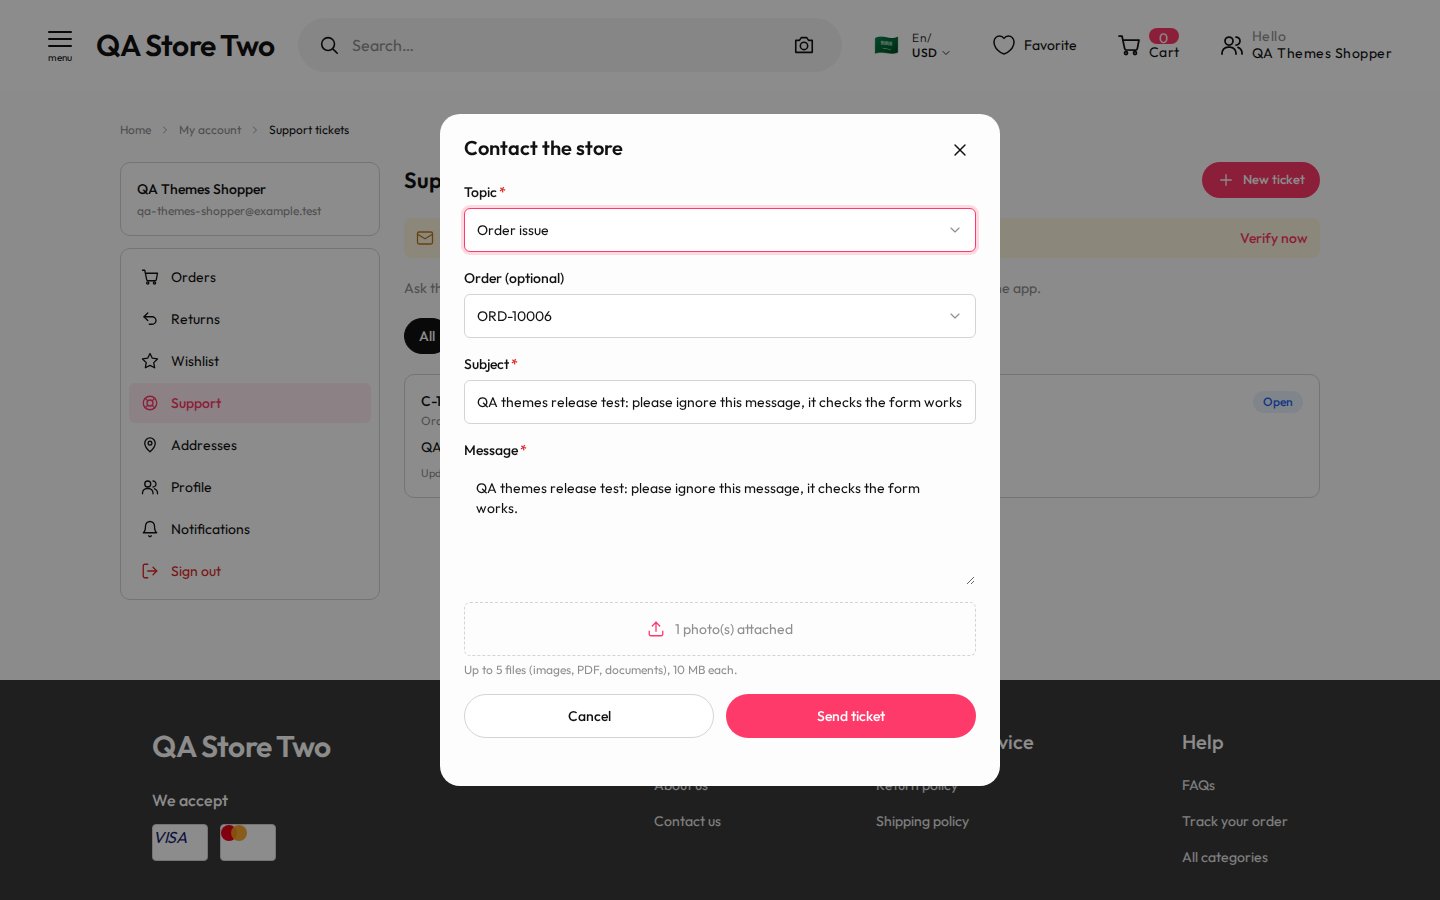 menu
QA Store Two
Search...
En/
USD
Favorite
0
Cart
Hello
QA Themes Shopper
Home
My account
Support tickets
QA Themes Shopper
qa-themes-shopper@example.test
Orders
Returns
Wishlist
Support
Addresses
Profile
Notifications
Sign out
New ticket
Verify now
e app.
All
Open
Contact the store
Topic *
Order issue
Order (optional)
ORD-10006
Subject *
QA themes release test: please ignore this message, it checks the form works
Message *
QA themes release test: please ignore this message, it checks the form
works.
1 photo(s) attached
Up to 5 files (images, PDF, documents), 10 MB each.
Cancel
Send ticket
QA Store Two
We accept
VISA
About us
Contact us
Return policy
Shipping policy
Help
FAQs
Track your order
All categories